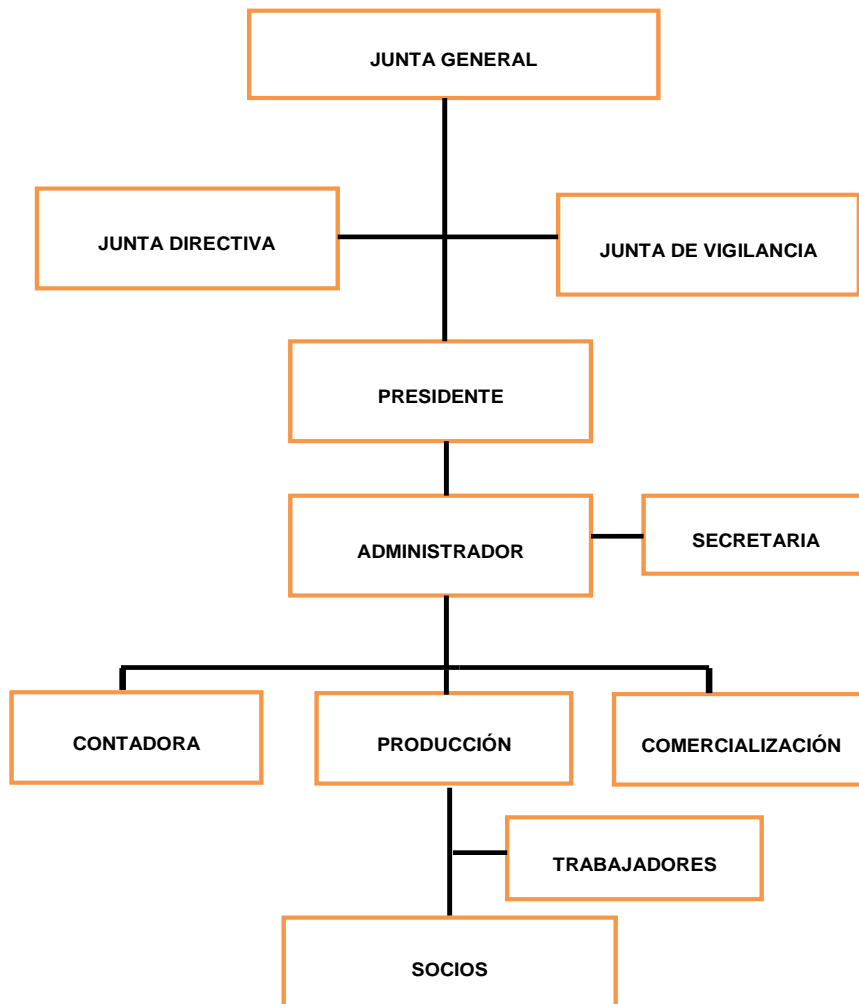 JUNTA GENERAL
JUNTA DIRECTIVA
JUNTA DE VIGILANCIA
PRESIDENTE
ADMINISTRADOR
SECRETARIA
CONTADORA
PRODUCCIÓN
COMERCIALIZACIÓN
TRABAJADORES
SOCIOS